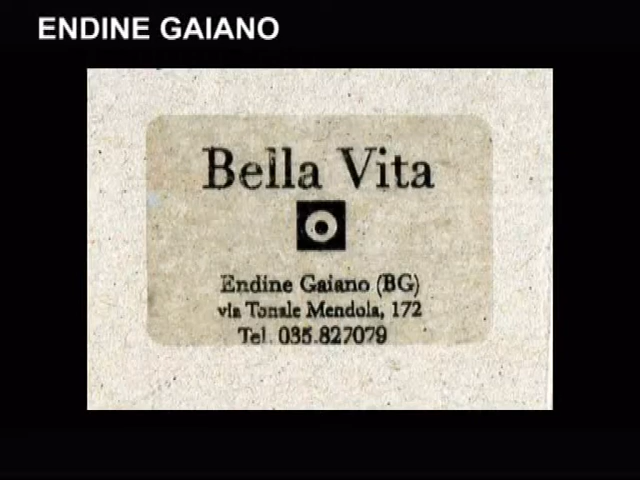 ENDINE GAIANO
Bella Vita
Endine Gaiano (BG)
via Tonale Mendola, 172
Tel. 035.827079